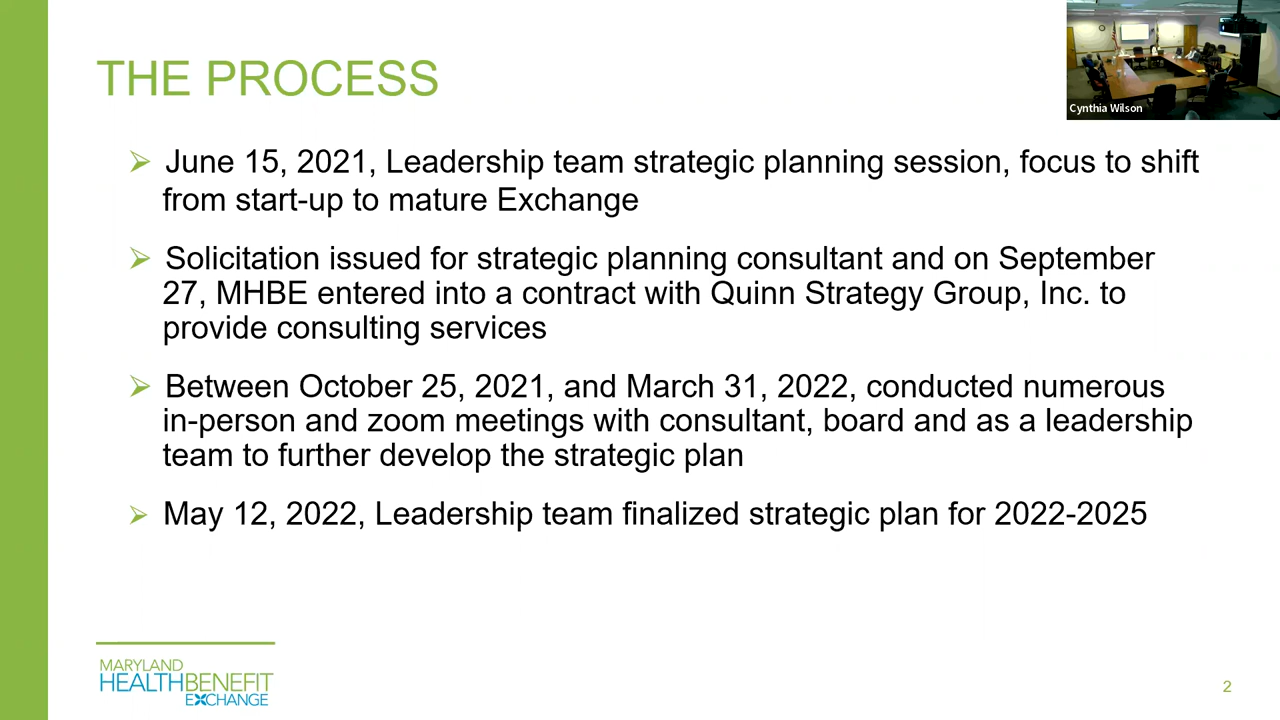 THE PROCESS
Cynthia Wilson
June 15, 2021, Leadership team strategic planning session, focus to shift
from start-up to mature Exchange
Solicitation issued for strategic planning consultant and on September
27, MHBE entered into a contract with Quinn Strategy Group, Inc. to
provide consulting services
Between October 25, 2021, and March 31, 2022, conducted numerous
in-person and zoom meetings with consultant, board and as a leadership
team to further develop the strategic plan
May 12, 2022, Leadership team finalized strategic plan for 2022-2025
MARYLAND
HEALTHBENEFIT
EXCHANGE
2